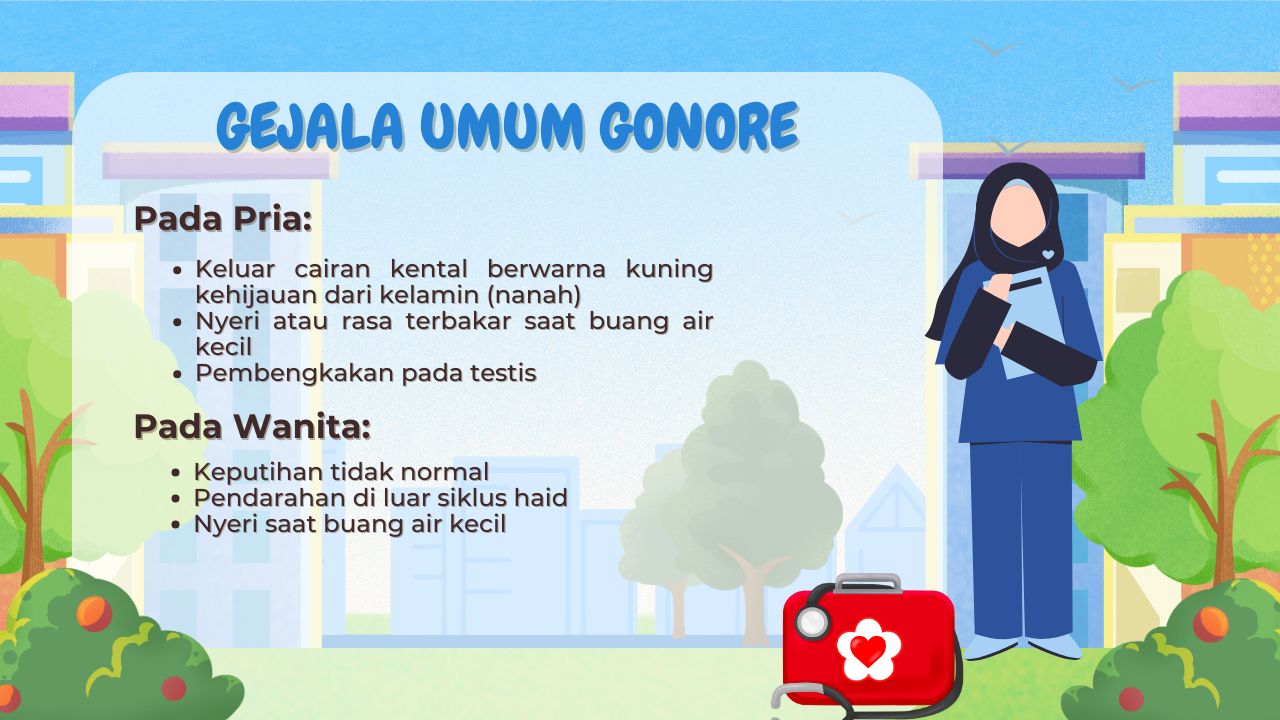 GEJALA UMUM GONORE
Pada Pria:
• Keluar cairan kental berwarna kuning
kehijauan dari kelamin (nanah)
• Nyeri atau rasa terbakar saat buang air
kecil
• Pembengkakan pada testis
Pada Wanita:
• Keputihan tidak normal
• Pendarahan di luar siklus haid
• Nyeri saat buang air kecil